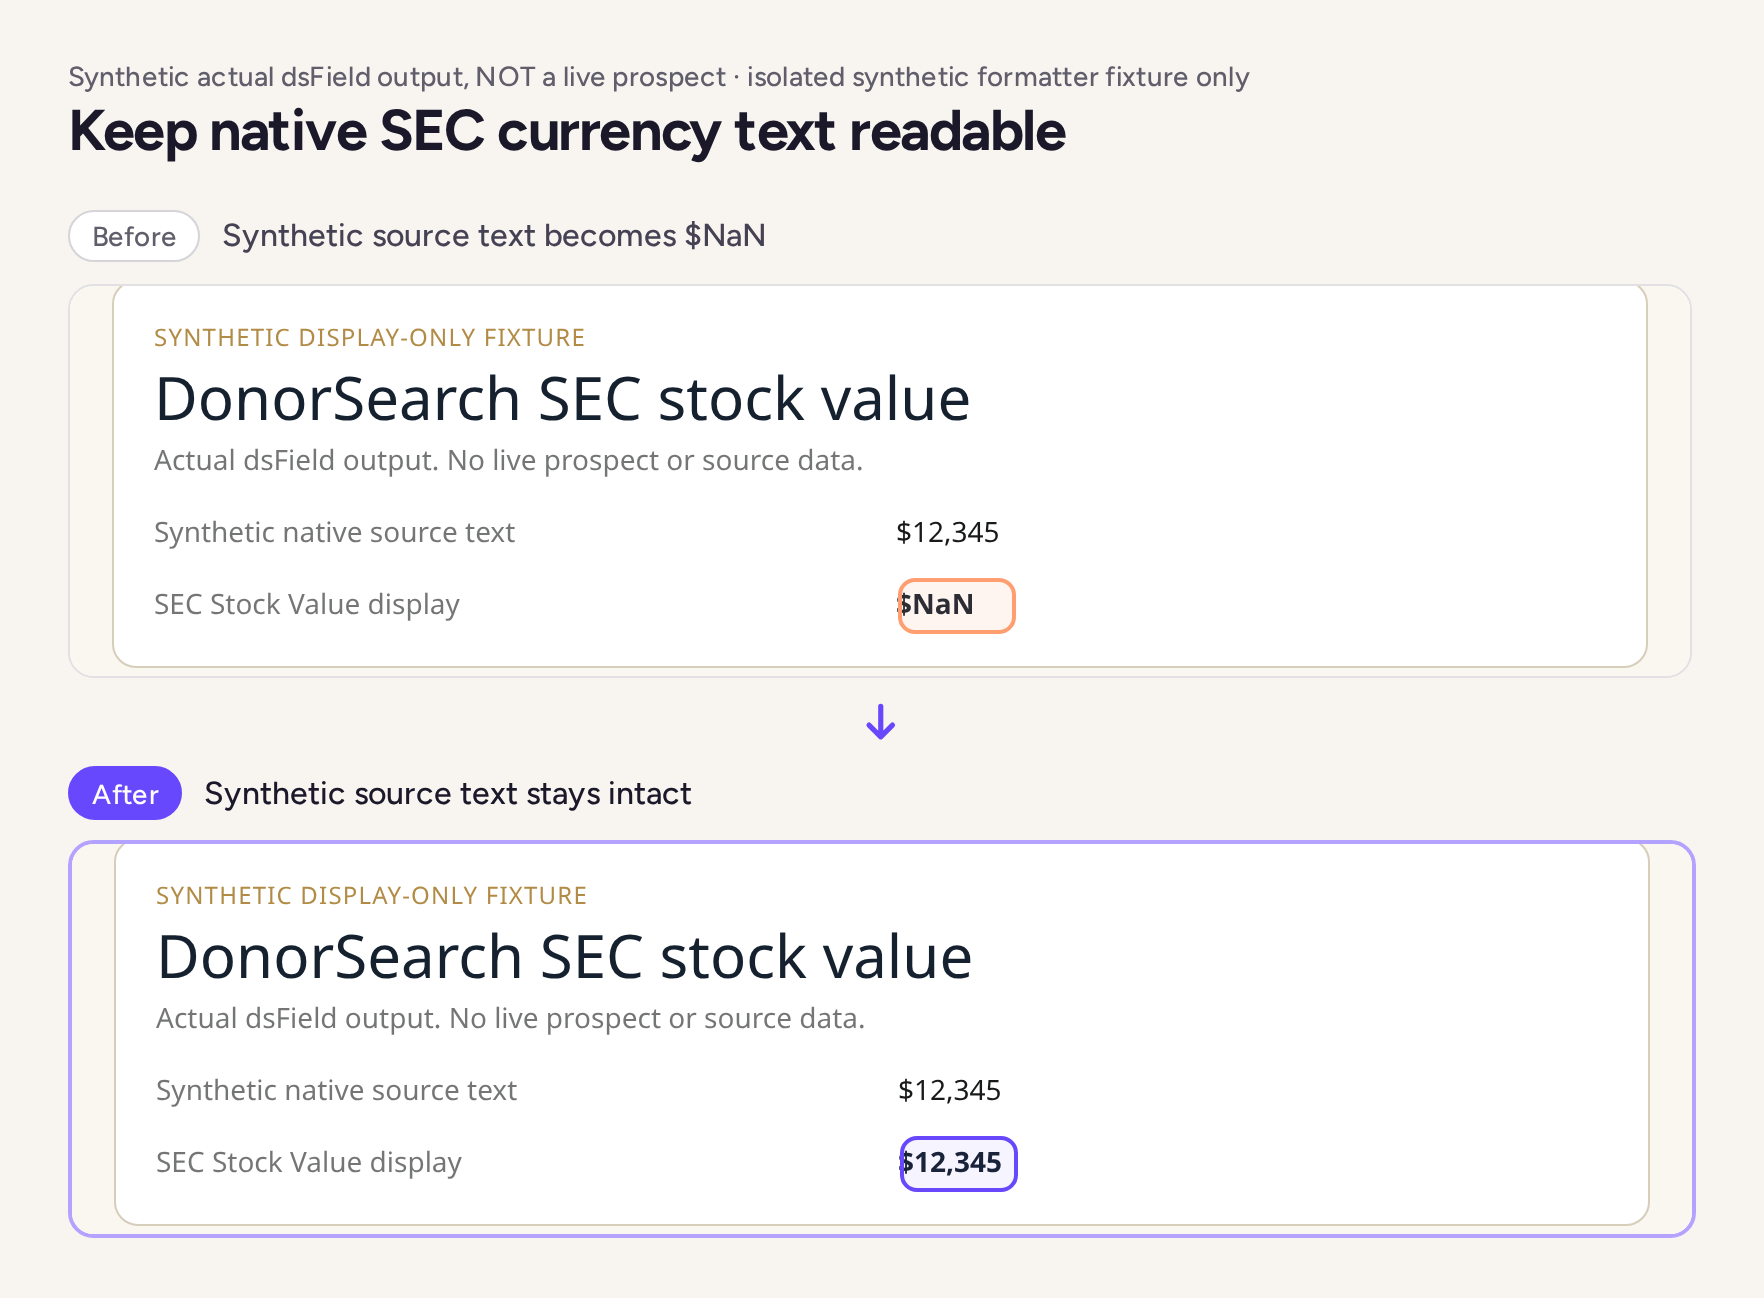 Synthetic actual dsField output, NOT a live prospect · isolated synthetic formatter fixture only
Keep native SEC currency text readable
Before
Synthetic source text becomes $NaN
SYNTHETIC DISPLAY-ONLY FIXTURE
DonorSearch SEC stock value
Actual dsField output. No live prospect or source data.
Synthetic native source text
$12,345
SEC Stock Value display
$NaN
After
Synthetic source text stays intact
SYNTHETIC DISPLAY-ONLY FIXTURE
DonorSearch SEC stock value
Actual dsField output. No live prospect or source data.
Synthetic native source text
$12,345
SEC Stock Value display
$12,345